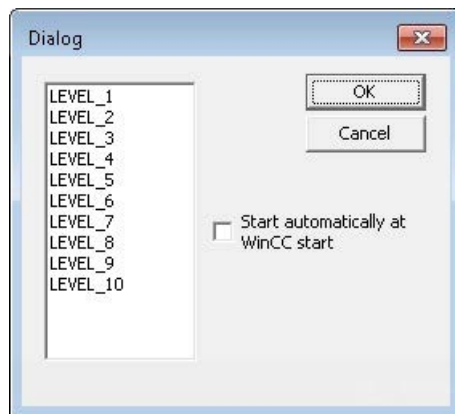 Dialog
LEVEL_1
LEVEL_2
LEVEL_3
LEVEL_4
LEVEL_5
LEVEL_6
LEVEL_7
LEVEL_8
LEVEL_9
LEVEL_10
OK
Cancel
Start automatically at
WinCC start